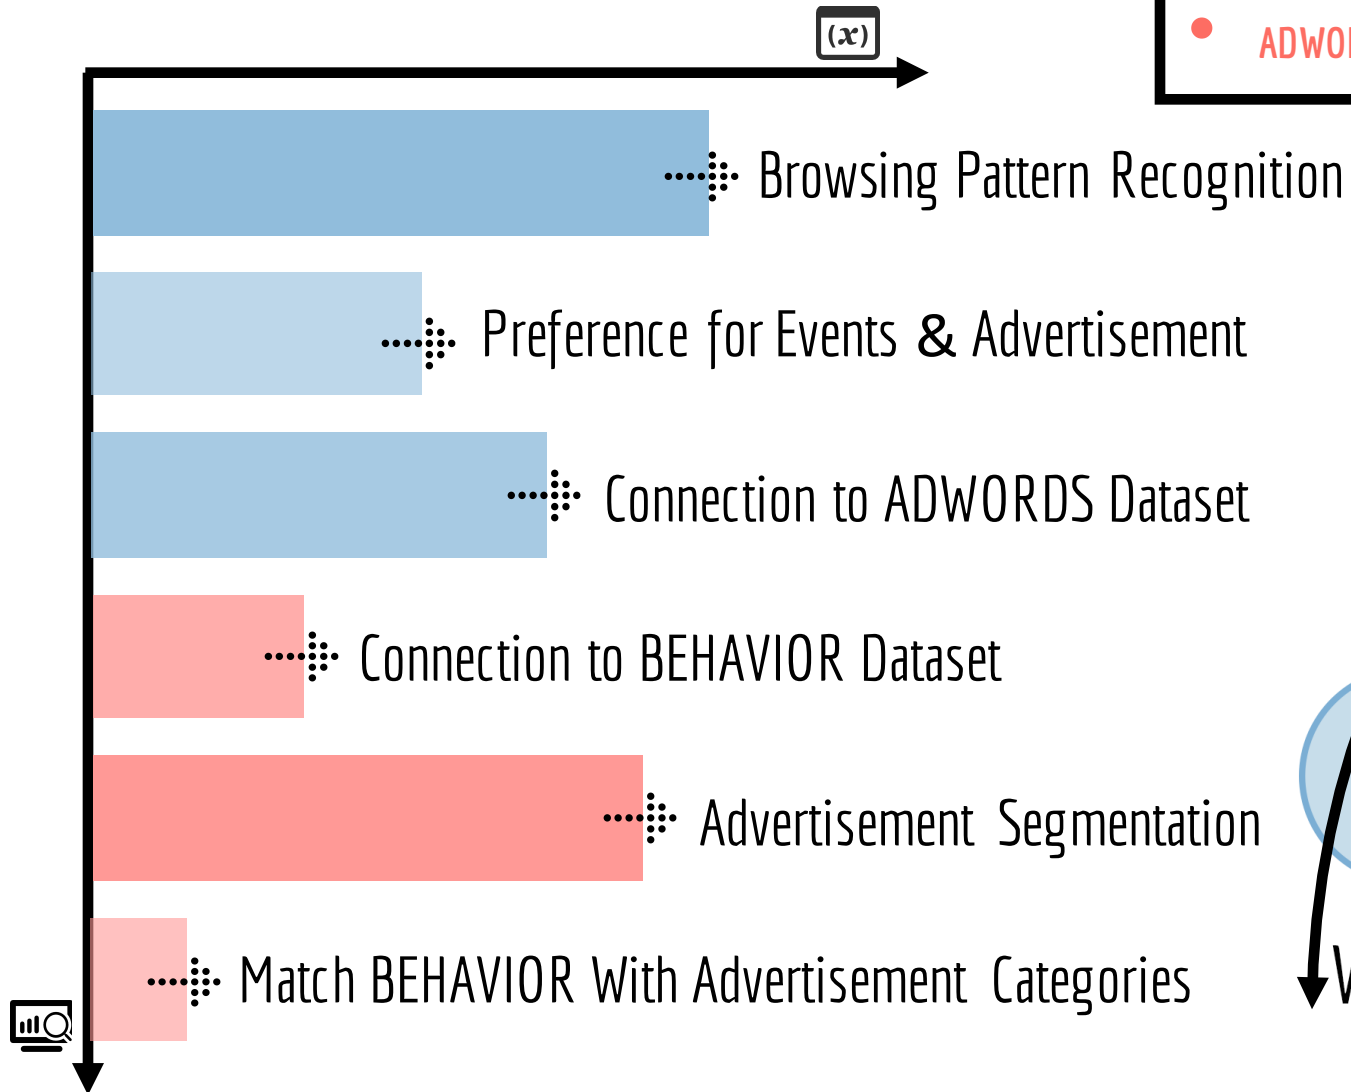 (x)
Browsing Pattern Recognition
Preference for Events & Advertisement
Connection to ADWORDS Dataset
Connection to BEHAVIOR Dataset
Advertisement Segmentation
Match BEHAVIOR With Advertisement Categories